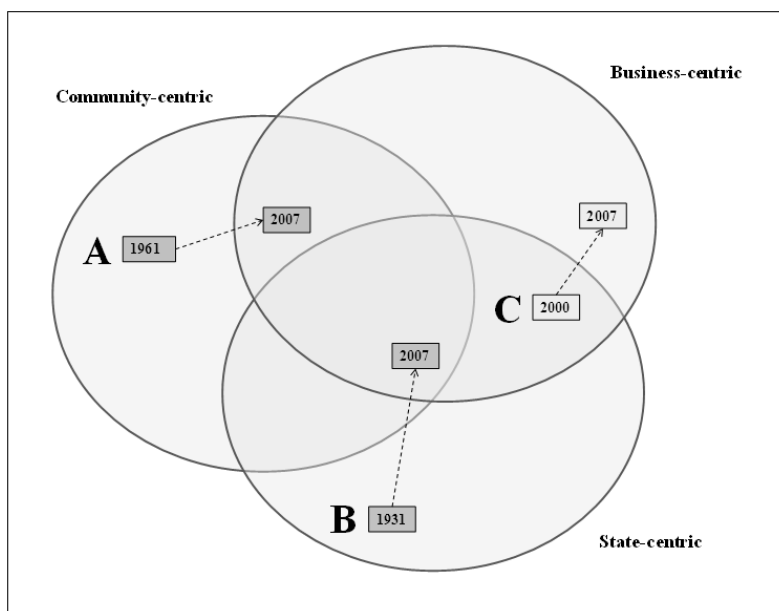 Business-centric
Community-centric
2007
2007
A
1961
C
2000
2007
B
1931
State-centric